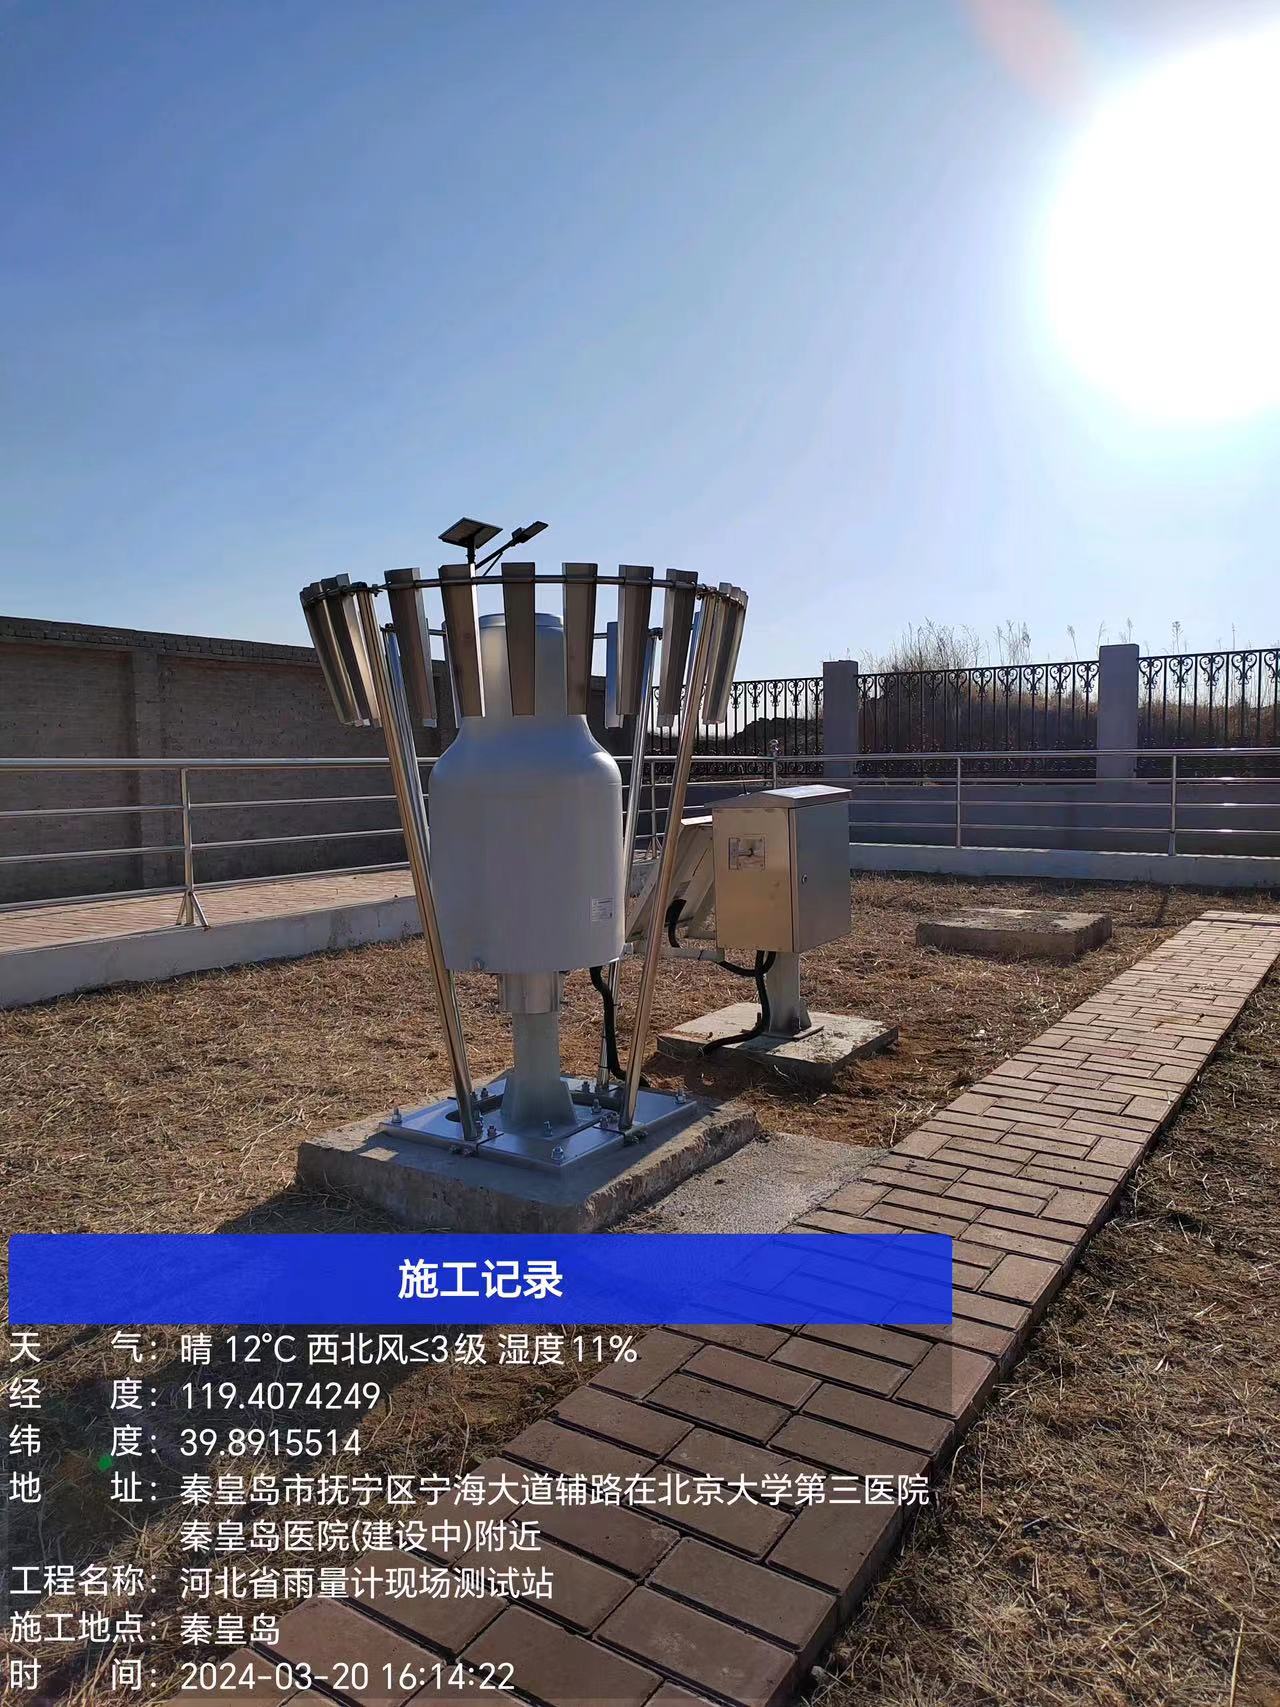 施工记录
天气：晴 12℃ 西北风≤3级 湿度11%
经度：119.4074249
纬度：39.8915514
地址：秦皇岛市抚宁区宁海大道辅路在北京大学第三医院
秦皇岛医院(建设中)附近
工程名称：河北省雨量计现场测试站
施工地点：秦皇岛
时间：2024-03-20 16:14:22